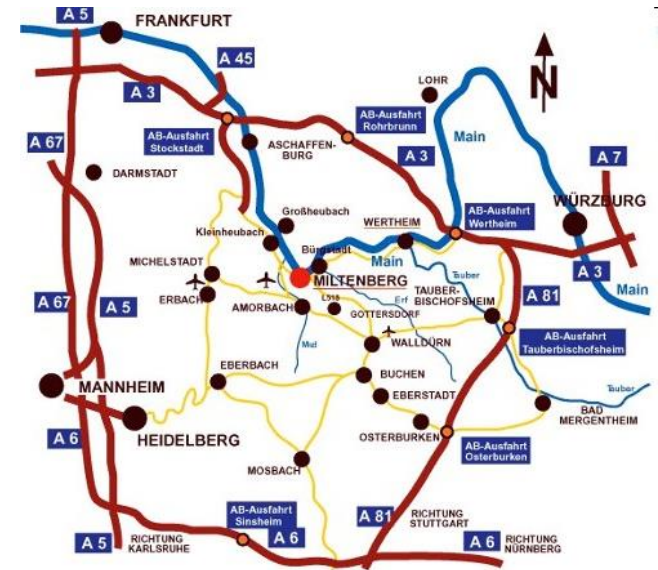 A 5
FRANKFURT
A 45
A 3
LOHR
N
AB-Ausfahrt
Stockstadt
AB-Ausfahrt
Rohrbrunn
Main
A 67
ASCHAFFEN-
BURG
A 3
A 7
DARMSTADT
WÜRZBURG
Großheubach
WERTHEIM
AB-Ausfahrt
Wertheim
Kleinheubach
Bürgstadt
Main
MICHELSTADT
MILTENBERG
Tauber
A 3
Main
ERBACH
TAUBER-
BISCHOFSHEIM
A 81
A 67
A 5
AMORBACH
L518
Erf
GOTTERSDORF
Mud
WALLDÜRN
AB-Ausfahrt
Tauberbischofsheim
EBERBACH
BUCHEN
MANNHEIM
EBERSTADT
Tauber
BAD
MERGENTHEIM
HEIDELBERG
OSTERBURKEN
A 6
MOSBACH
AB-Ausfahrt
Osterburken
AB-Ausfahrt
Sinsheim
A 81
RICHTUNG
STUTTGART
A 5
RICHTUNG
KARLSRUHE
A 6
A 6
RICHTUNG
NÜRNBERG